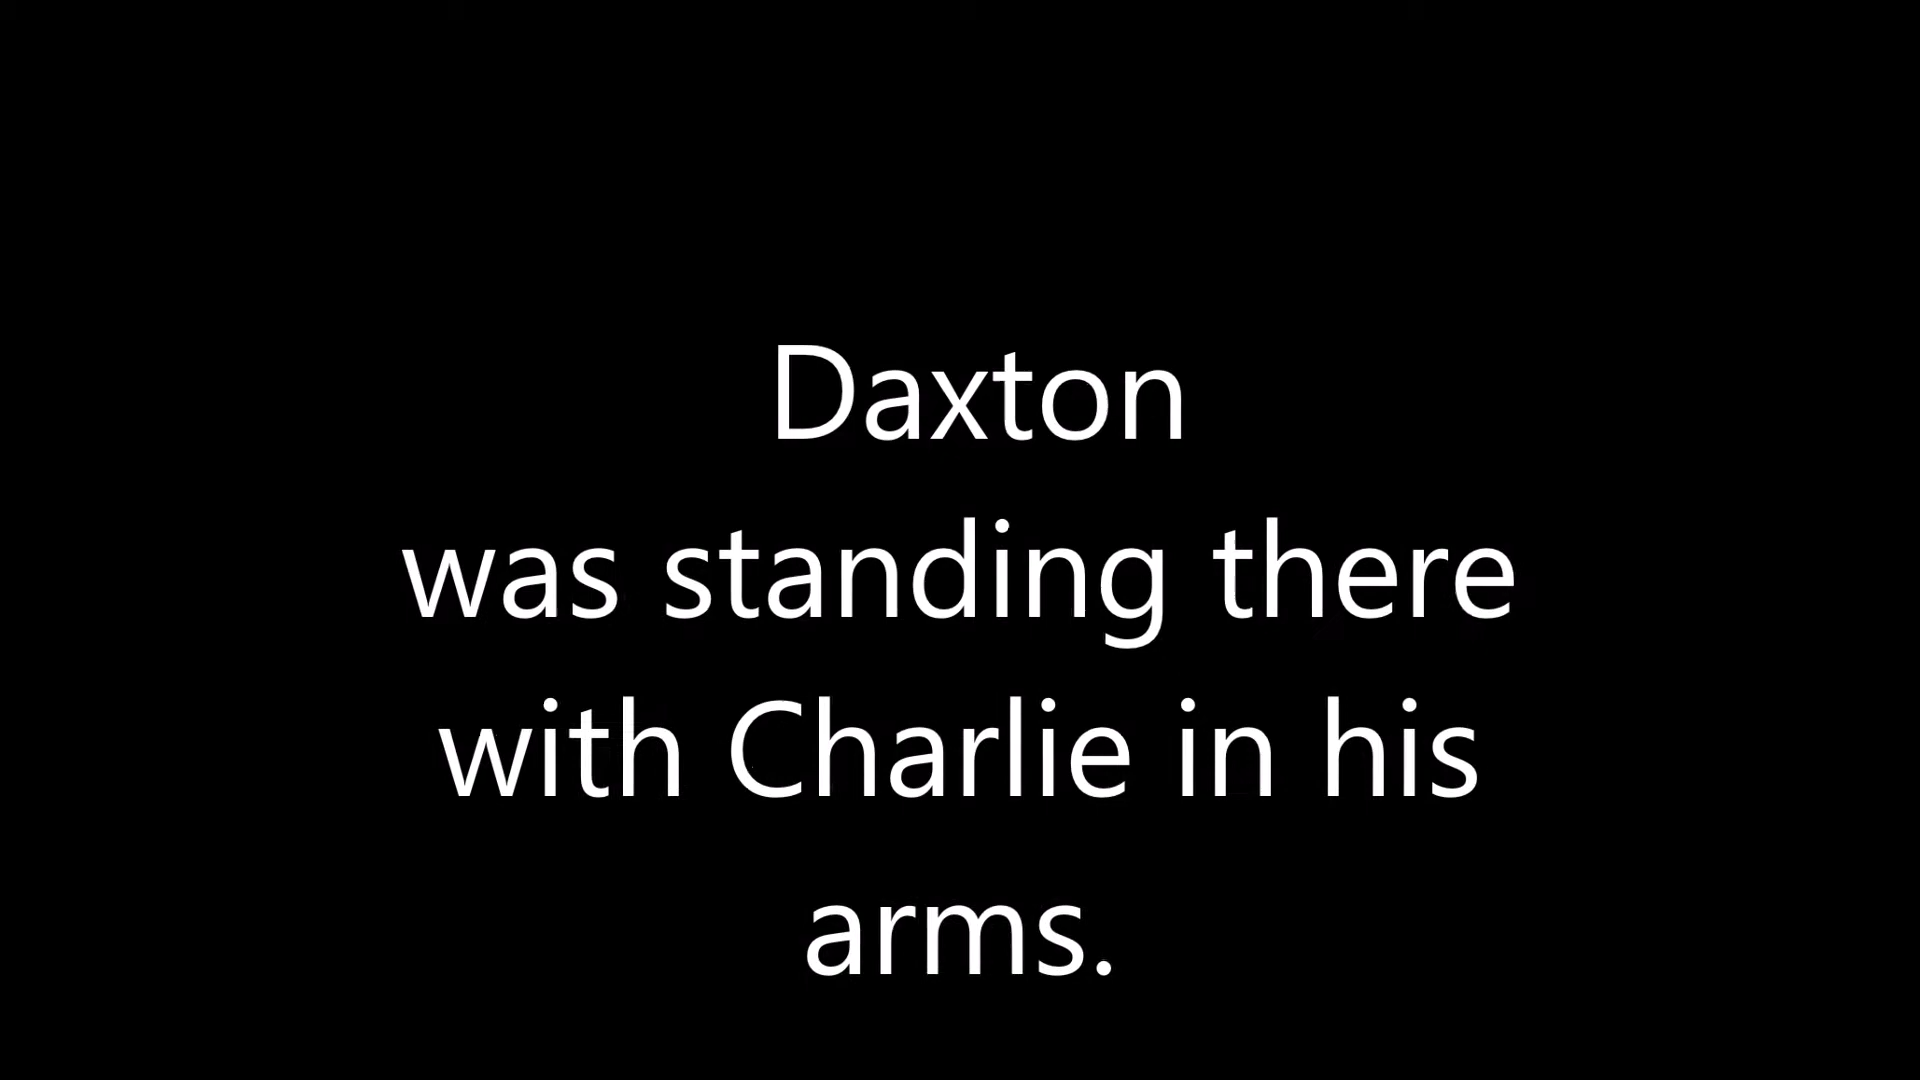 Daxton
was standing there
with Charlie in his
arms.